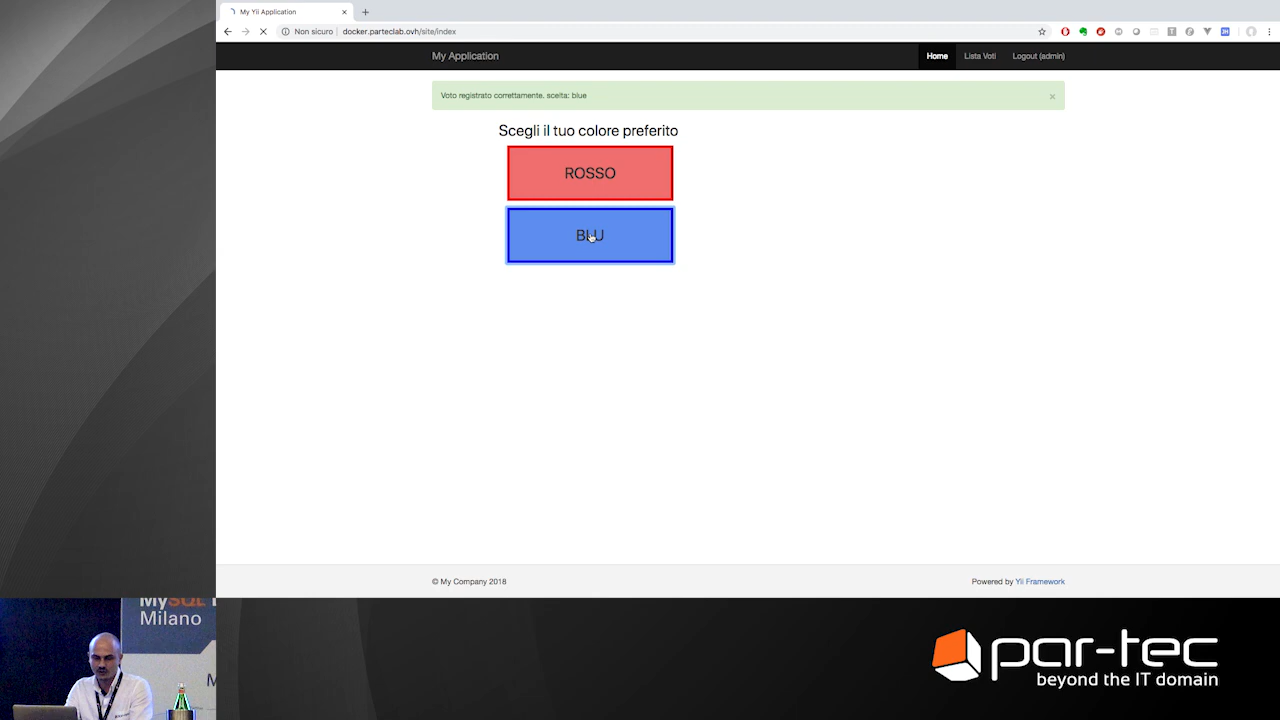 My Yii Application
Non sicuro
docker.parteclab.ovh/site/index
My Application
Home
Lista Voti
Logout (admin)
Voto registrato correttamente. scelta: blue
Scegli il tuo colore preferito
ROSSO
BLU
© My Company 2018
Powered by Yii Framework
MySQL
Milano
M
par-tec
beyond the IT domain